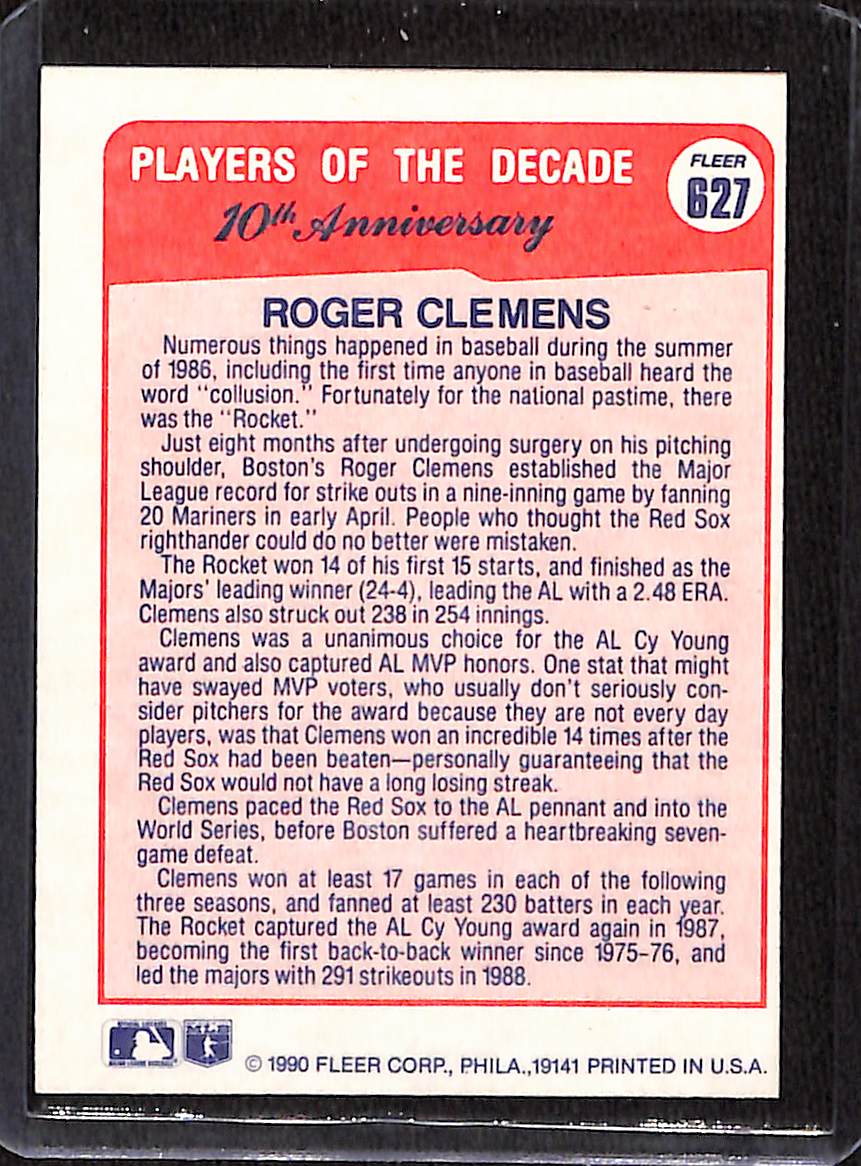 PLAYERS OF THE DECADE
10th Anniversary
FLEER
627
ROGER CLEMENS
Numerous things happened in baseball during the summer
of 1986, including the first time anyone in baseball heard the
word "collusion." Fortunately for the national pastime, there
was the "Rocket."
Just eight months after undergoing surgery on his pitching
shoulder, Boston's Roger Clemens established the Major
League record for strike outs in a nine-inning game by fanning
20 Mariners in early April. People who thought the Red Sox
righthander could do no better were mistaken.
The Rocket won 14 of his first 15 starts, and finished as the
Majors' leading winner (24-4), leading the AL with a 2.48 ERA.
Clemens also struck out 238 in 254 innings.
Clemens was a unanimous choice for the AL Cy Young
award and also captured AL MVP honors. One stat that might
have swayed MVP voters, who usually don't seriously con-
sider pitchers for the award because they are not every day
players, was that Clemens won an incredible 14 times after the
Red Sox had been beaten—personally guaranteeing that the
Red Sox would not have a long losing streak.
Clemens paced the Red Sox to the AL pennant and into the
World Series, before Boston suffered a heartbreaking seven-
game defeat.
Clemens won at least 17 games in each of the following
three seasons, and fanned at least 230 batters in each year.
The Rocket captured the AL Cy Young award again in 1987,
becoming the first back-to-back winner since 1975-76, and
led the majors with 291 strikeouts in 1988.
© 1990 FLEER CORP., PHILA.,19141 PRINTED IN U.S.A.